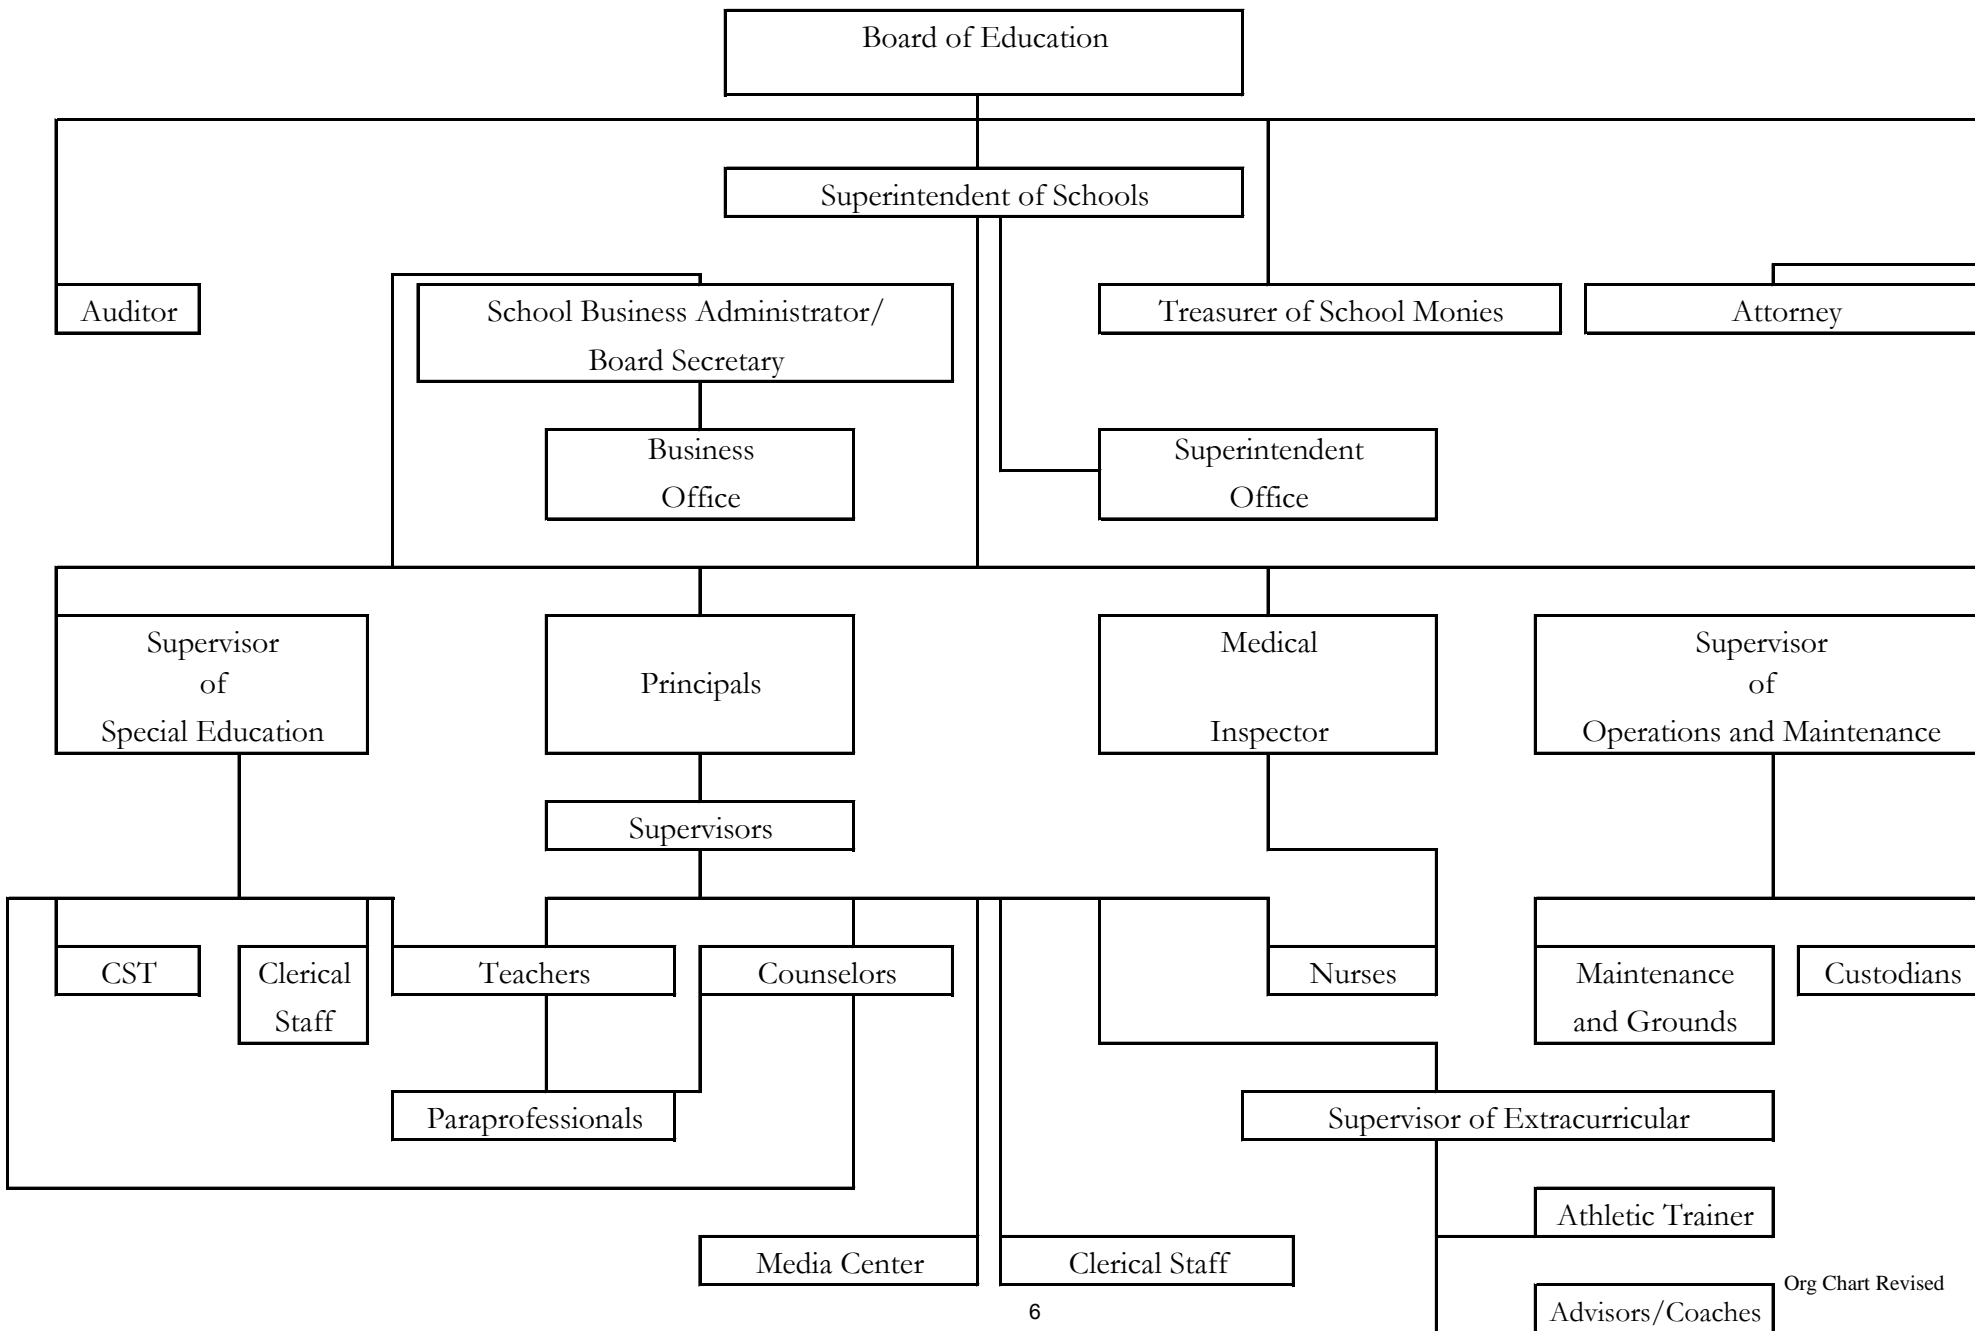 Board of Education
Superintendent of Schools
Auditor
School Business Administrator/
Board Secretary
Treasurer of School Monies
Attorney
Business
Office
Superintendent
Office
Supervisor
of
Special Education
Principals
Medical
Inspector
Supervisor
of
Operations and Maintenance
Supervisors
CST
Clerical
Staff
Teachers
Counselors
Nurses
Maintenance
and Grounds
Custodians
Paraprofessionals
Supervisor of Extracurricular
Athletic Trainer
Media Center
Clerical Staff
Org Chart Revised
Advisors/Coaches
6